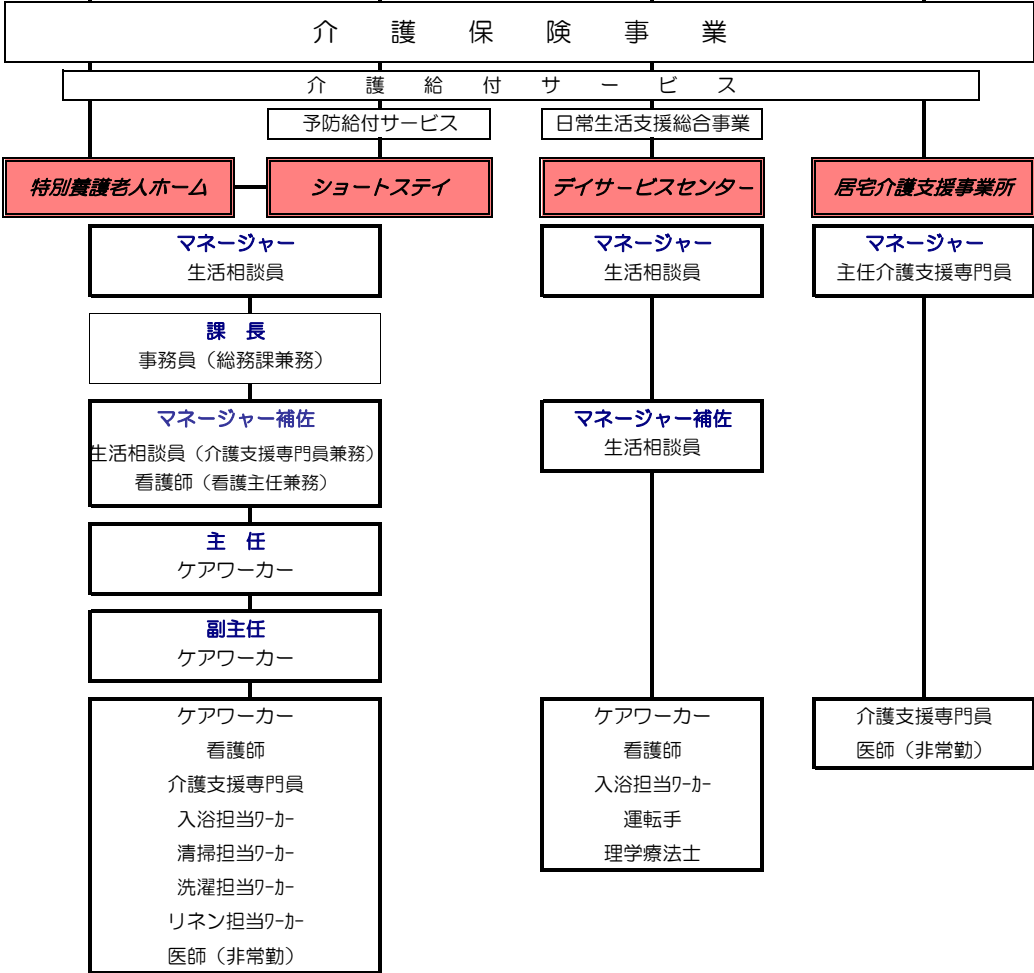 介護保険事業
介護給付サービス
予防給付サービス
日常生活支援総合事業
特別養護老人ホーム
ショートステイ
デイサービスセンター
居宅介護支援事業所
マネージャー
生活相談員
課 長
事務員（総務課兼務）
マネージャー補佐
生活相談員（介護支援専門員兼務）
看護師（看護主任兼務）
主 任
ケアワーカー
副主任
ケアワーカー
ケアワーカー
看護師
介護支援専門員
入浴担当ﾜｰｶｰ
清掃担当ﾜｰｶｰ
洗濯担当ﾜｰｶｰ
リネン担当ﾜｰｶｰ
医師（非常勤）
マネージャー
生活相談員
マネージャー補佐
生活相談員
ケアワーカー
看護師
入浴担当ﾜｰｶｰ
運転手
理学療法士
マネージャー
主任介護支援専門員
介護支援専門員
医師（非常勤）